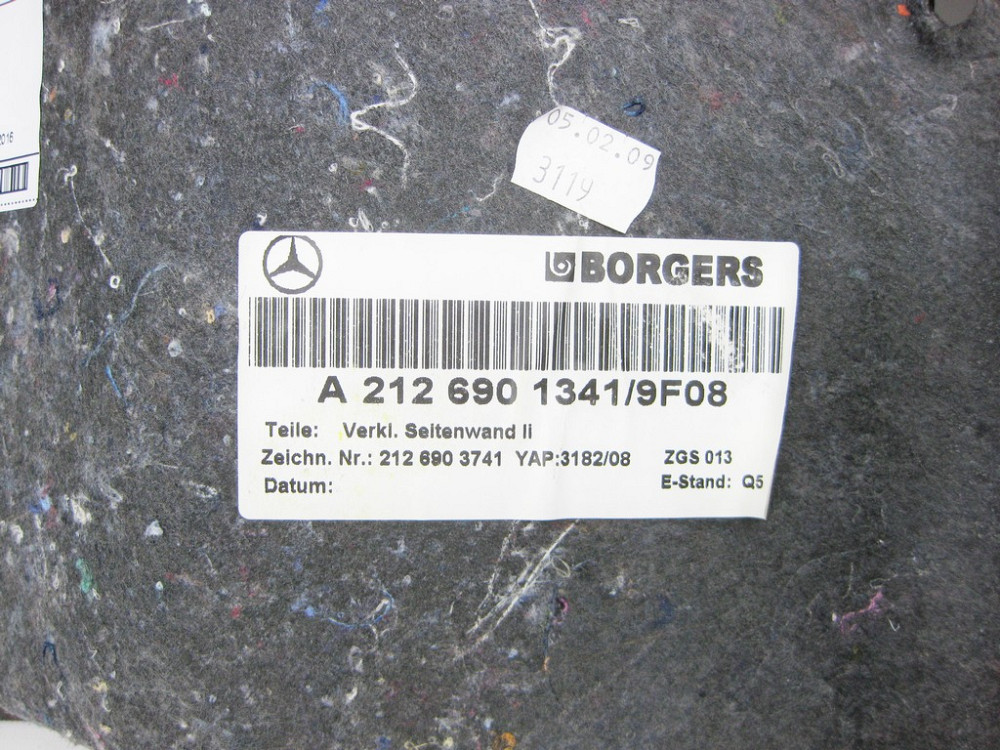 2016
05.02.09
3119
BORGERS
A 212 690 1341/9F08
Teile: Verkl. Seitenwand li
Zeichn. Nr.: 212 690 3741 YAP:3182/08 ZGS 013
Datum: E-Stand: Q5